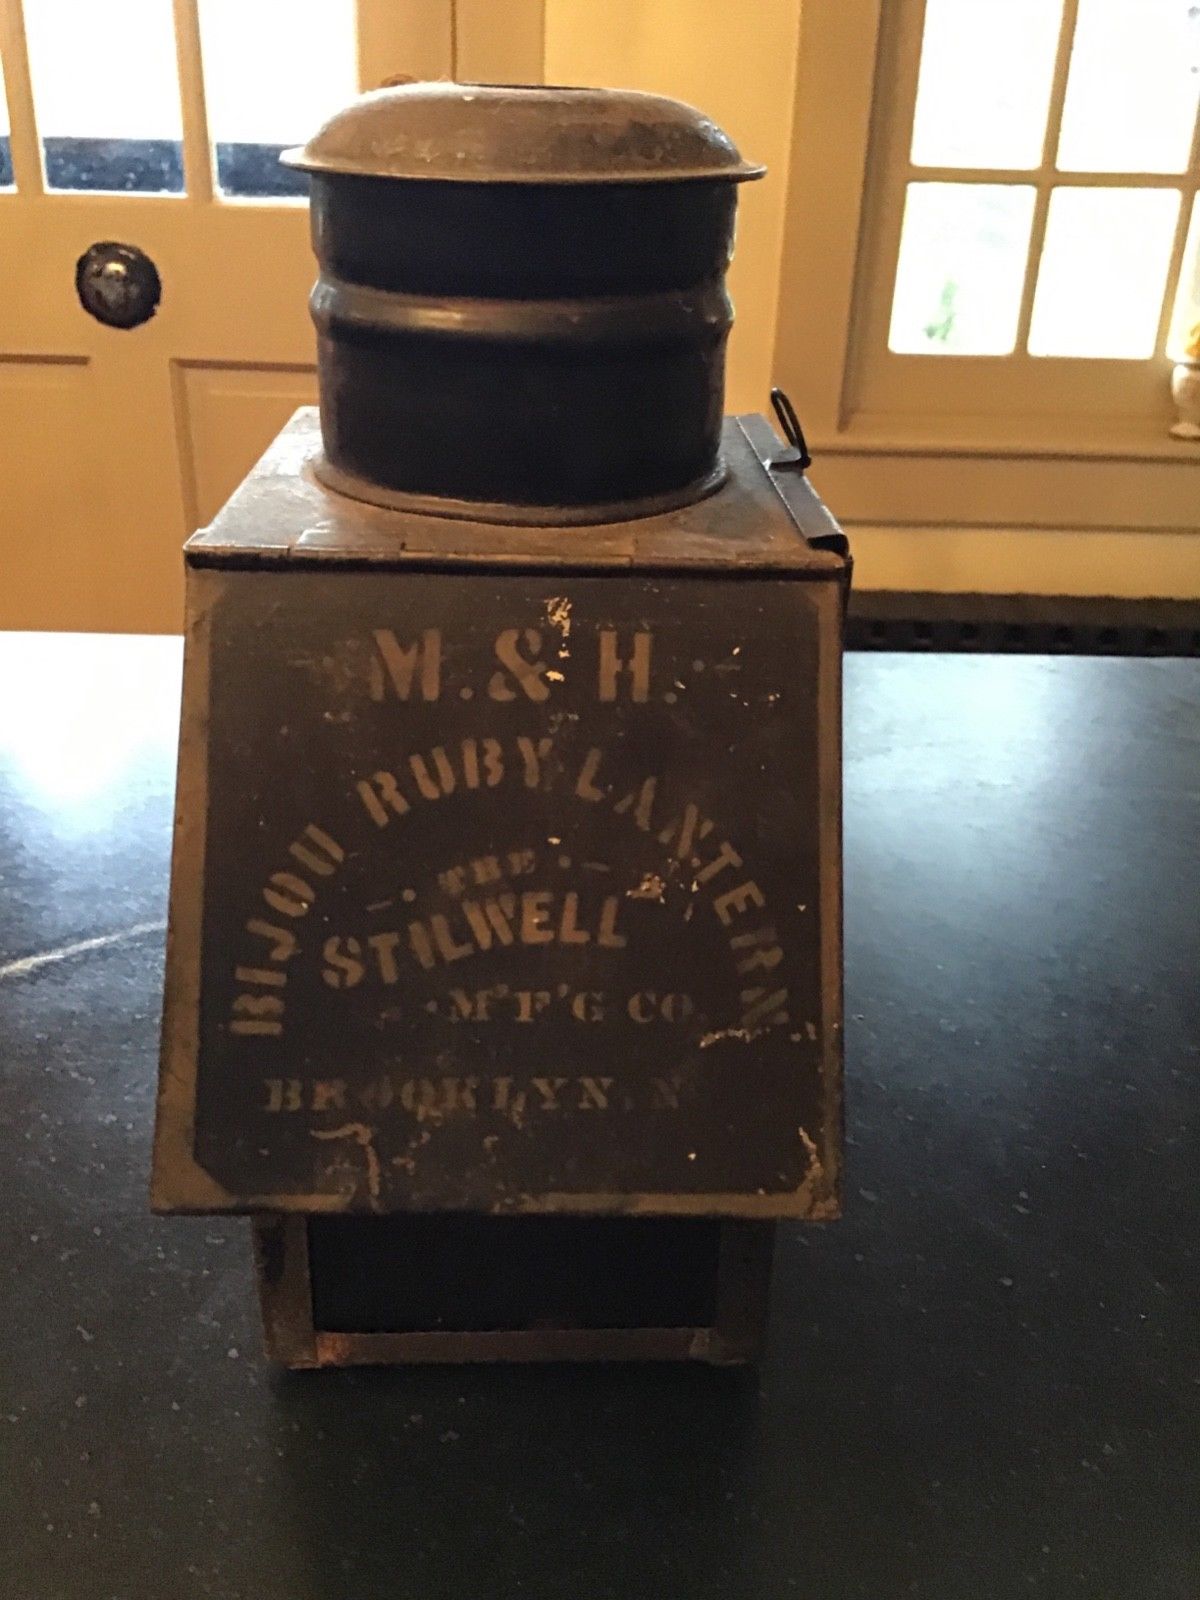 M. & H.
BIJOU RUBY LANTERN
THE
STILWELL
M'F'G CO.
BROOKLYN, N